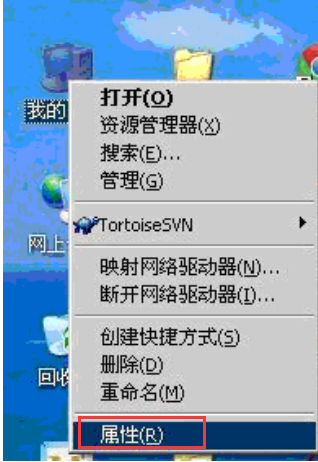 我的
打开(O)
资源管理器(X)
搜索(E)...
管理(G)
TortoiseSVN
网上
映射网络驱动器(N)...
断开网络驱动器(I)...
创建快捷方式(S)
删除(D)
回收
重命名(M)
属性(R)